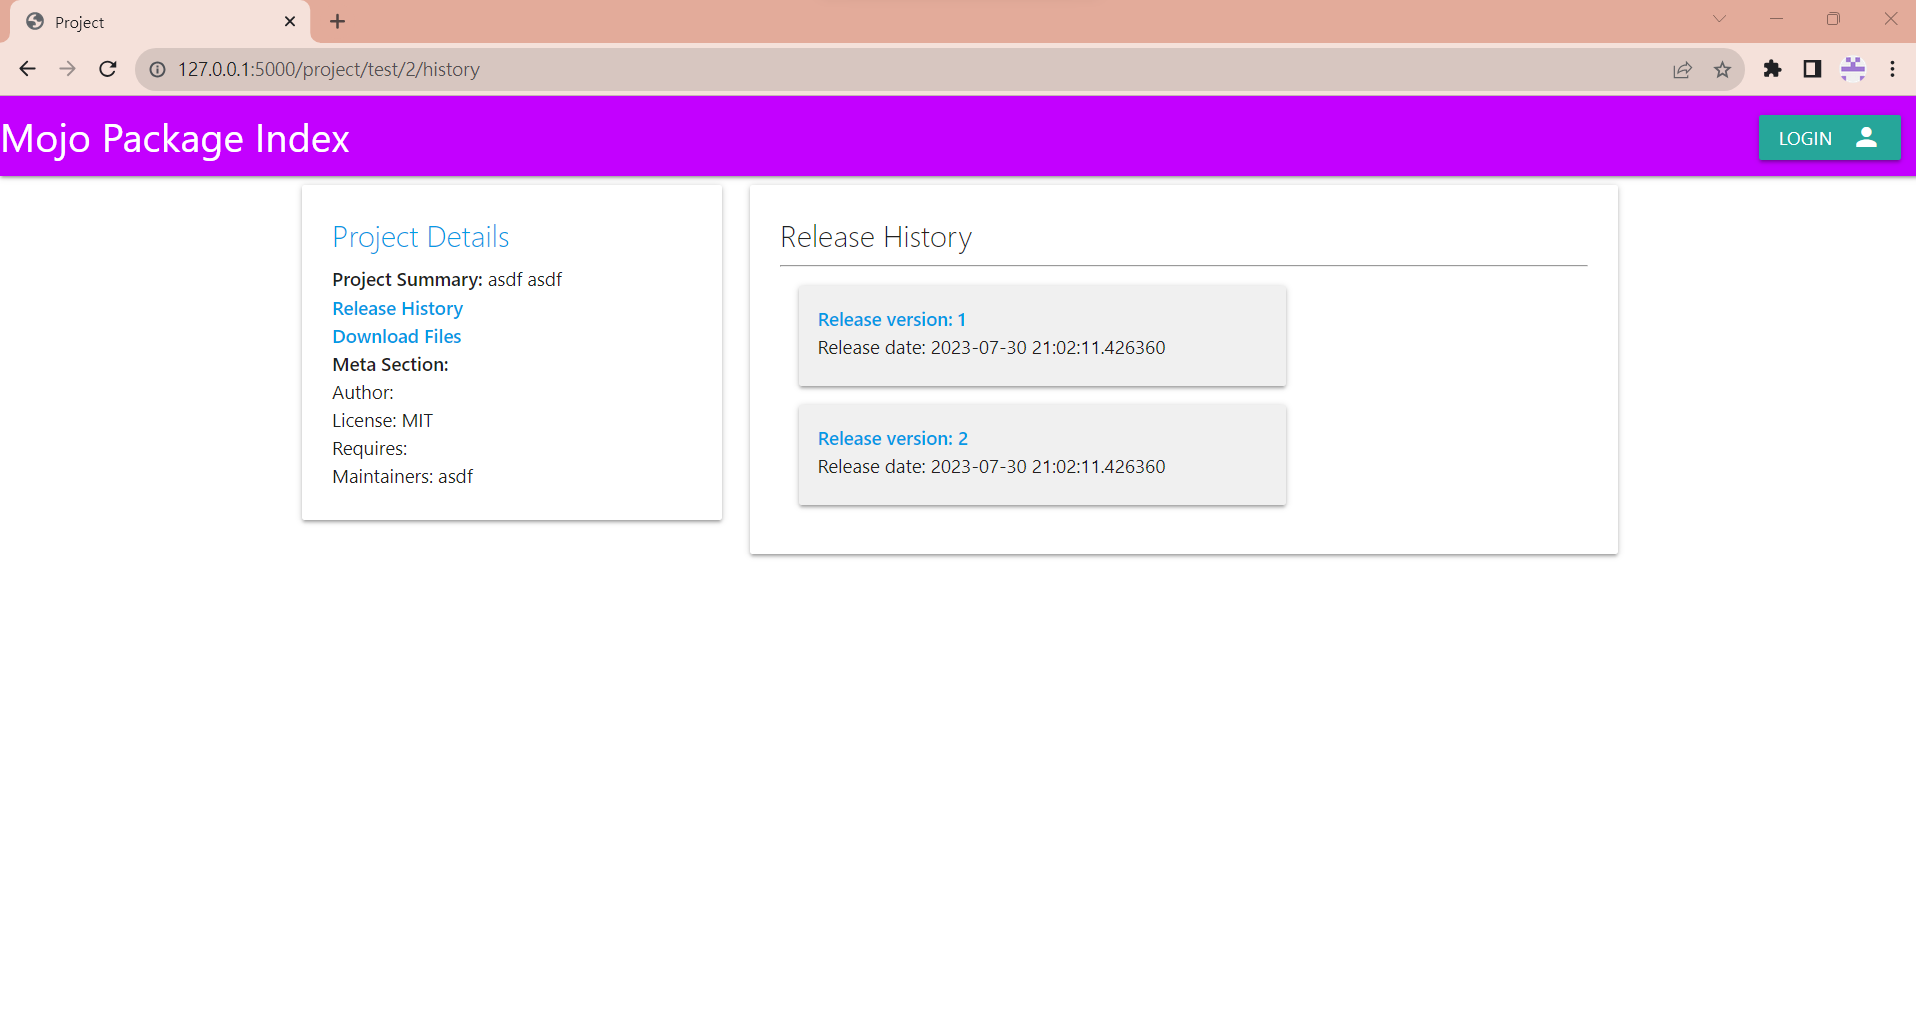 Project
127.0.0.1:5000/project/test/2/history
Mojo Package Index
LOGIN
Project Details
Project Summary: asdf asdf
Release History
Download Files
Meta Section:
Author:
License: MIT
Requires:
Maintainers: asdf
Release History
Release version: 1
Release date: 2023-07-30 21:02:11.426360
Release version: 2
Release date: 2023-07-30 21:02:11.426360